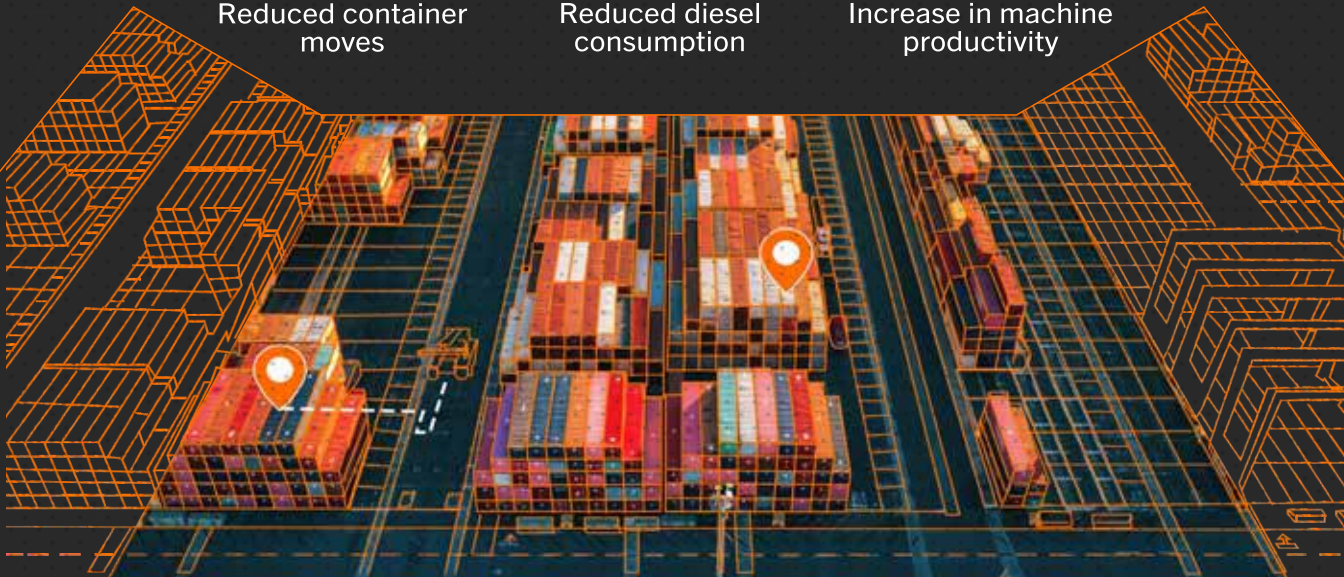 Reduced container
moves
Reduced diesel
consumption
Increase in machine
productivity